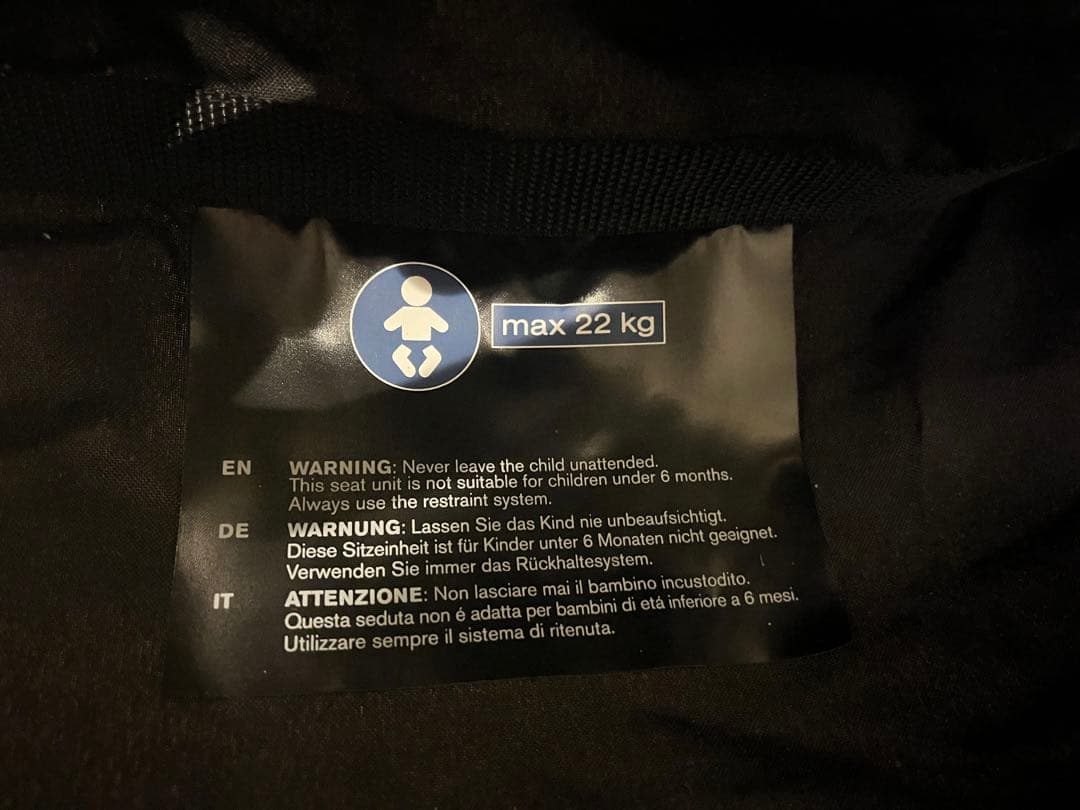 max 22 kg
EN WARNING: Never leave the child unattended.
This seat unit is not suitable for children under 6 months.
Always use the restraint system.
DE WARNUNG: Lassen Sie das Kind nie unbeaufsichtigt.
Diese Sitzeinheit ist für Kinder unter 6 Monaten nicht geeignet.
Verwenden Sie immer das Rückhaltesystem.
IT ATTENZIONE: Non lasciare mai il bambino incustodito.
Questa seduta non é adatta per bambini di etá inferiore a 6 mesi.
Utilizzare sempre il sistema di ritenuta.